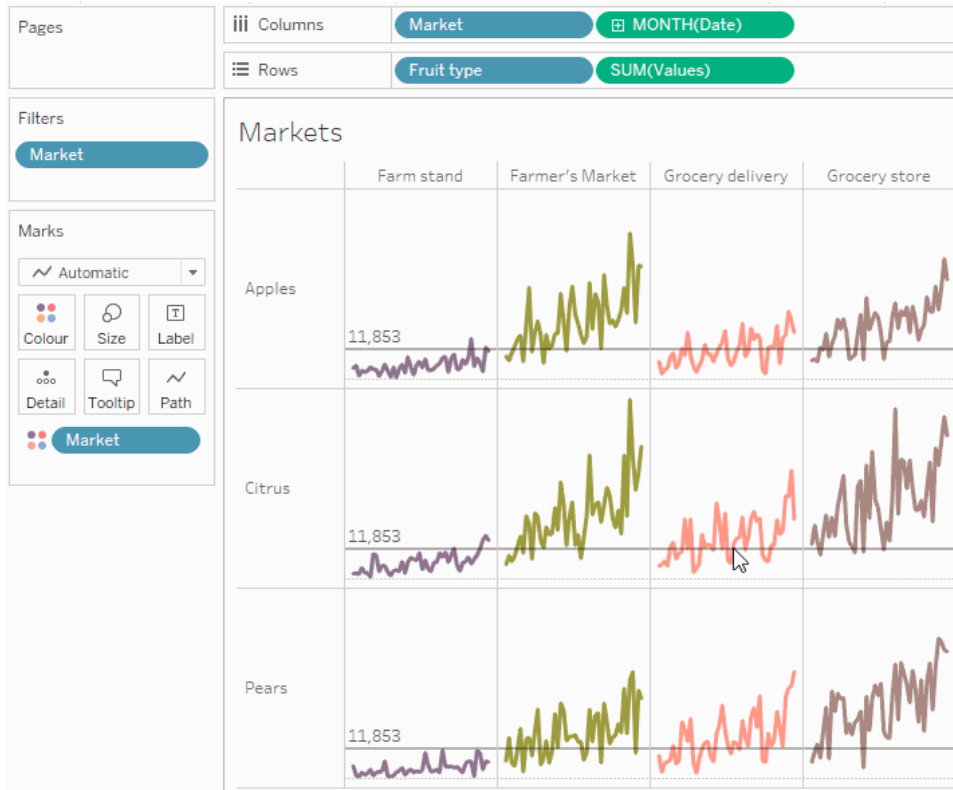 Pages
Columns Market MONTH(Date)
Rows Fruit type SUM(Values)
Filters
Market
Marks
Automatic
Colour Size Label
Detail Tooltip Path
Market
Markets
Farm stand Farmer's Market Grocery delivery Grocery store
Apples
11,853
Citrus
11,853
Pears
11,853